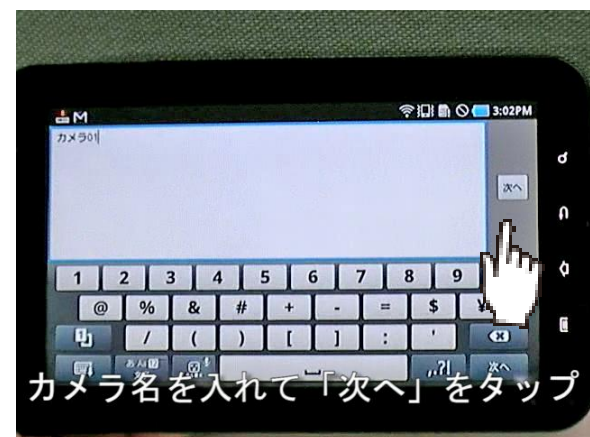 3:02PM
カメラ01
次へ
1 2 3 4 5 6 7 8 9
@ % & # + - = $ ¥
/ ( ) [ ] : '
,.?! 次へ
カメラ名を入れて「次へ」をタップ